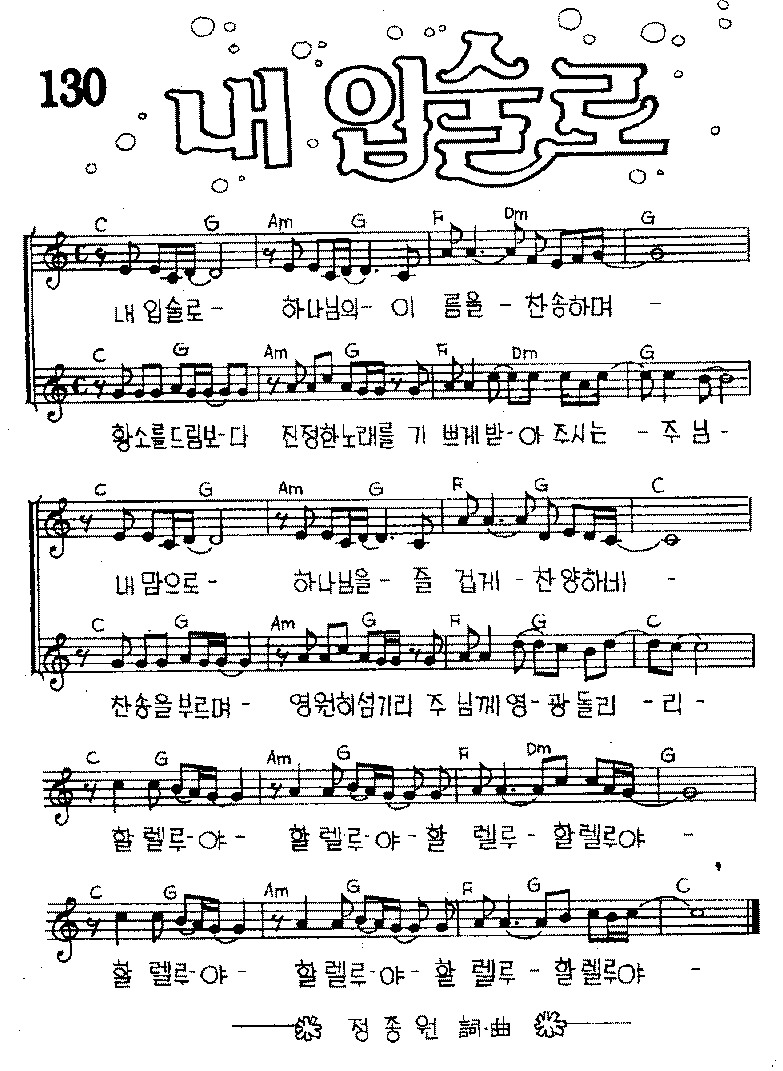 130
내 입술로
C G Am G F Dm G
내 입술로- 하나님의- 이 름을 - 찬송하며 -
C G Am G F Dm G
황소를드림보-다 진정한노래를 기 쁘게받-아 주시는 -주 님-
C G Am G F G C
내 맘으로- 하나님을- 즐 겁게 - 찬양하비 -
C G Am G F G C
찬송을부르며- 영원히섬기리 주 님께영-광돌리 -리-
C G Am G F Dm G
할 렐루-야- 할렐루-야-할 렐루-할렐루야 -
C G Am G F G C
할 렐루-야- 할렐루-야-할 렐루-할렐루야 -
정종원 詞·曲